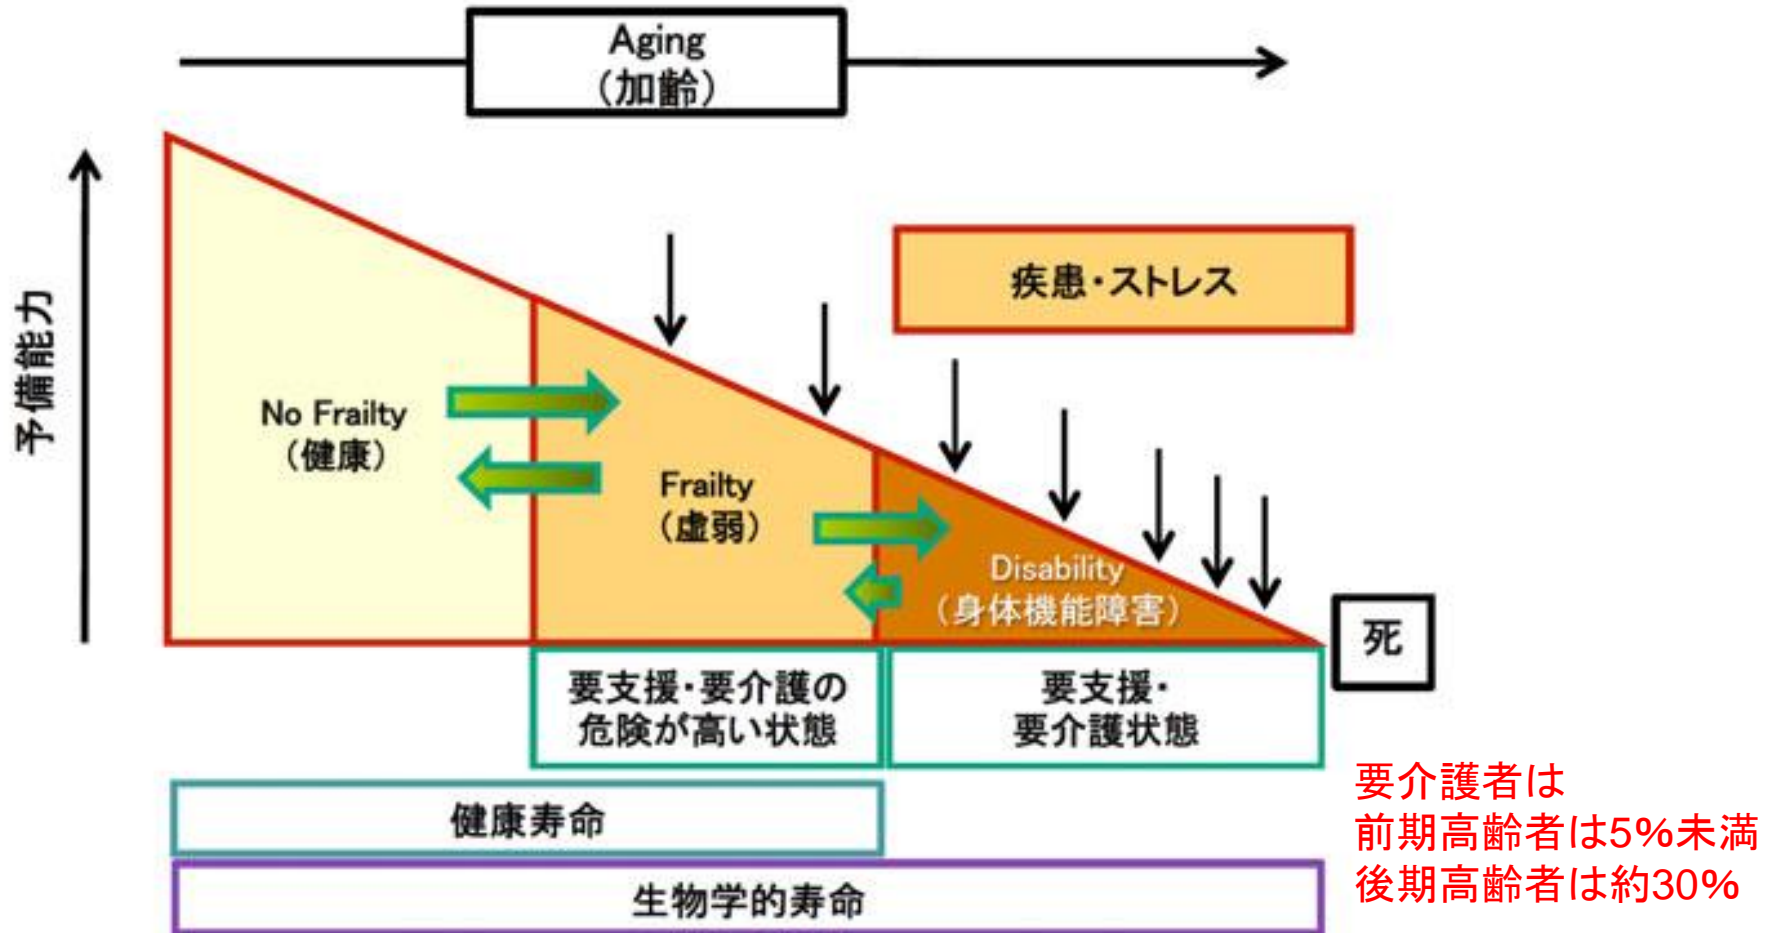 Aging
（加齢）
予備能力
疾患・ストレス
No Frailty
（健康）
Frailty
（虚弱）
Disability
（身体機能障害）
死
要支援・要介護の
危険が高い状態
要支援・
要介護状態
健康寿命
生物学的寿命
要介護者は
前期高齢者は5%未満
後期高齢者は約30%